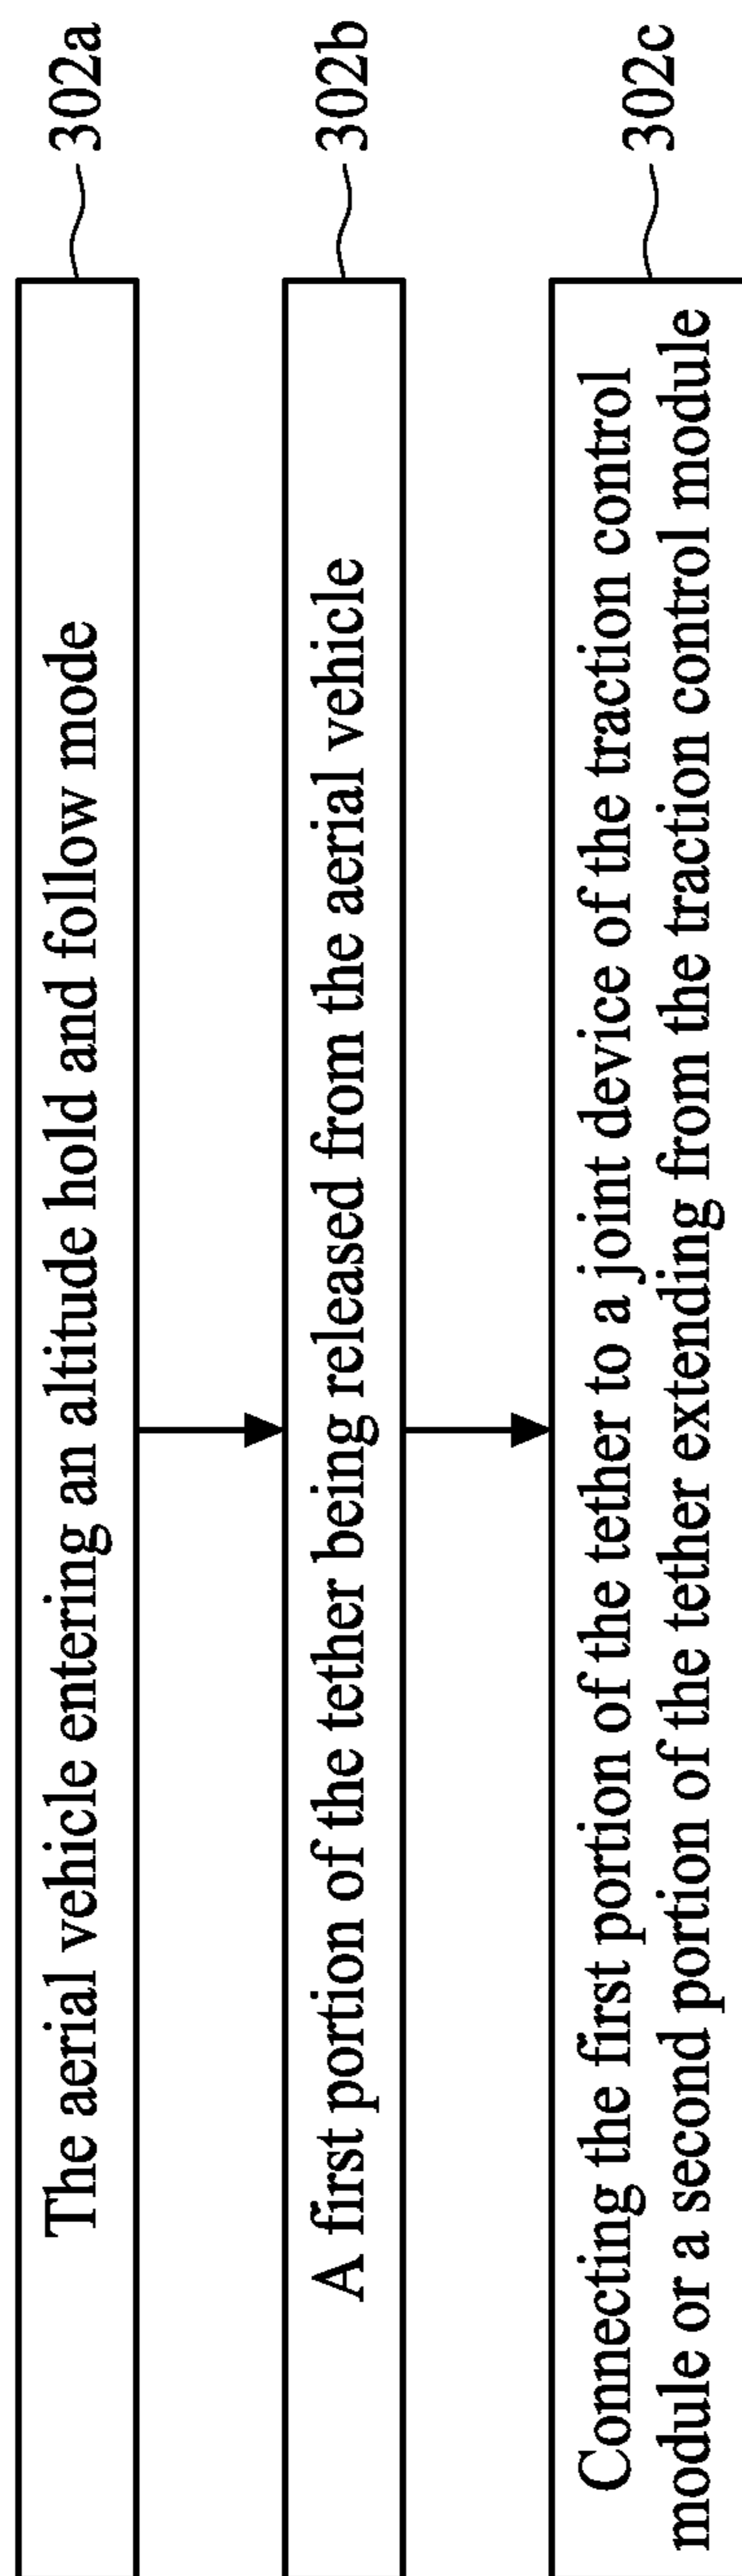 The aerial vehicle entering an altitude hold and follow mode
302a
A first portion of the tether being released from the aerial vehicle
302b
Connecting the first portion of the tether to a joint device of the traction control
module or a second portion of the tether extending from the traction control module
302c